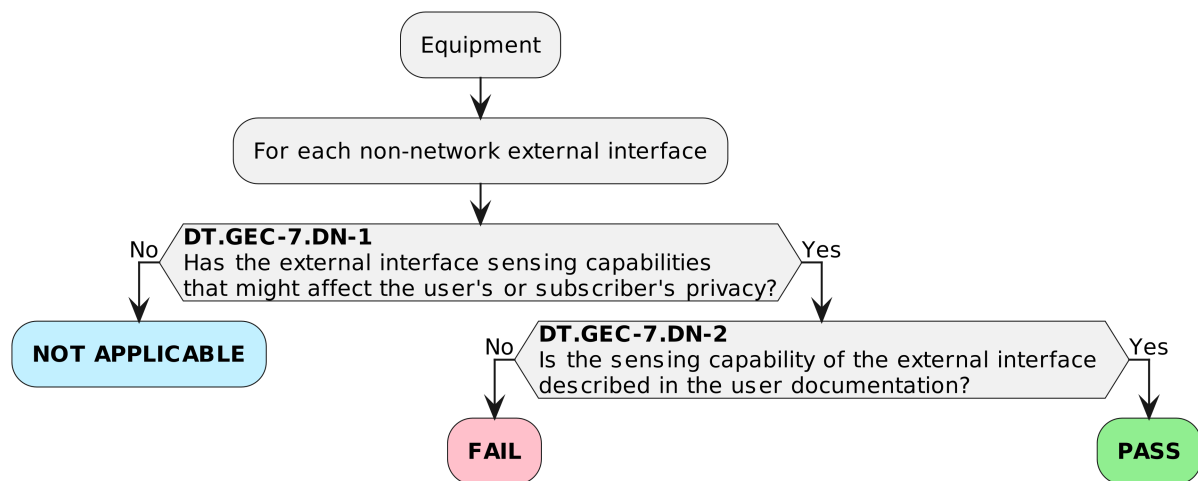 Equipment
For each non-network external interface
No
DT.GEC-7.DN-1
Has the external interface sensing capabilities
that might affect the user's or subscriber's privacy?
Yes
NOT APPLICABLE
No
DT.GEC-7.DN-2
Is the sensing capability of the external interface
described in the user documentation?
Yes
FAIL
PASS